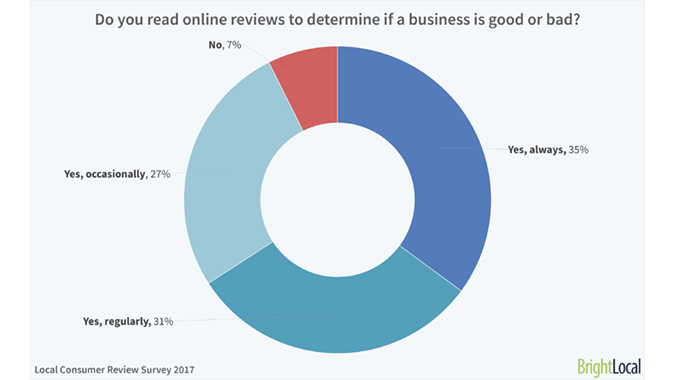 Do you read online reviews to determine if a business is good or bad?
No, 7%
Yes, always, 35%
Yes, occasionally, 27%
Yes, regularly, 31%
Local Consumer Review Survey 2017
BrightLocal